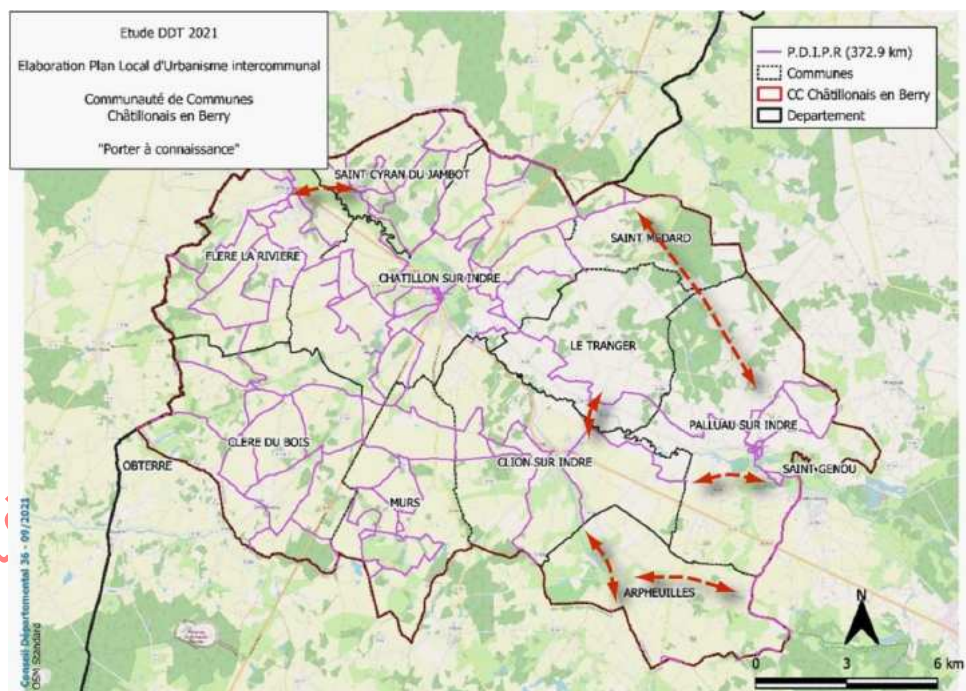 Etude DDT 2021
Elaboration Plan Local d'Urbanisme intercommunal
Communauté de Communes
Châtillonais en Berry
"Porter à connaissance"
P.D.I.P.R (372.9 km)
Communes
CC Châtillonais en Berry
Departement
SAINT CYRAN DU JAMBOT
FLERE LA RIVIERE
SAINT MEDARD
CHATILLON SUR INDRE
LE TRANGER
PALLUAU SUR INDRE
CLERE DU BOIS
OBTERRE
CLION SUR INDRE
SAINT GENOU
MURS
ARPHEUILLES
N
0 3 6 km
Conseil Départemental 36 - 09/2021
OSM Standard